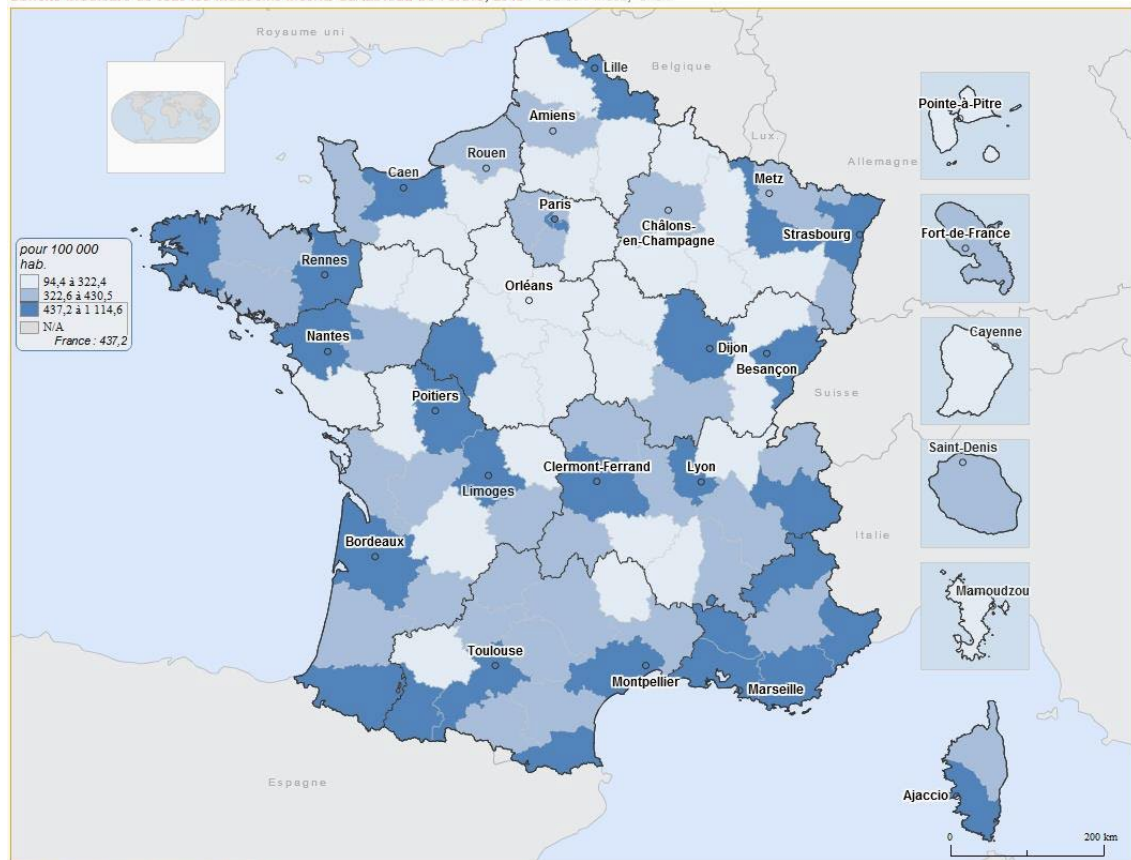 Royaume uni
Belgique
Lille
Pointe-à-Pitre
Amiens
Lux.
Allemagne
Rouen
Caen
Metz
Paris
Châlons-
en-Champagne
Strasbourg
Fort-de-France
pour 100 000
hab.
94,4 à 322,4
322,6 à 430,5
437,2 à 1 114,6
N/A
France : 437,2
Rennes
Orléans
Nantes
Dijon
Besançon
Cayenne
Suisse
Poitiers
Saint-Denis
Clermont-Ferrand
Lyon
Limoges
Italie
Bordeaux
Mamoudzou
Toulouse
Montpellier
Marseille
Espagne
Ajaccio
0
200 km